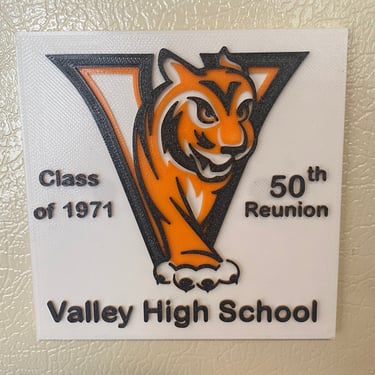 V
Class
of 1971
50th
Reunion
Valley High School